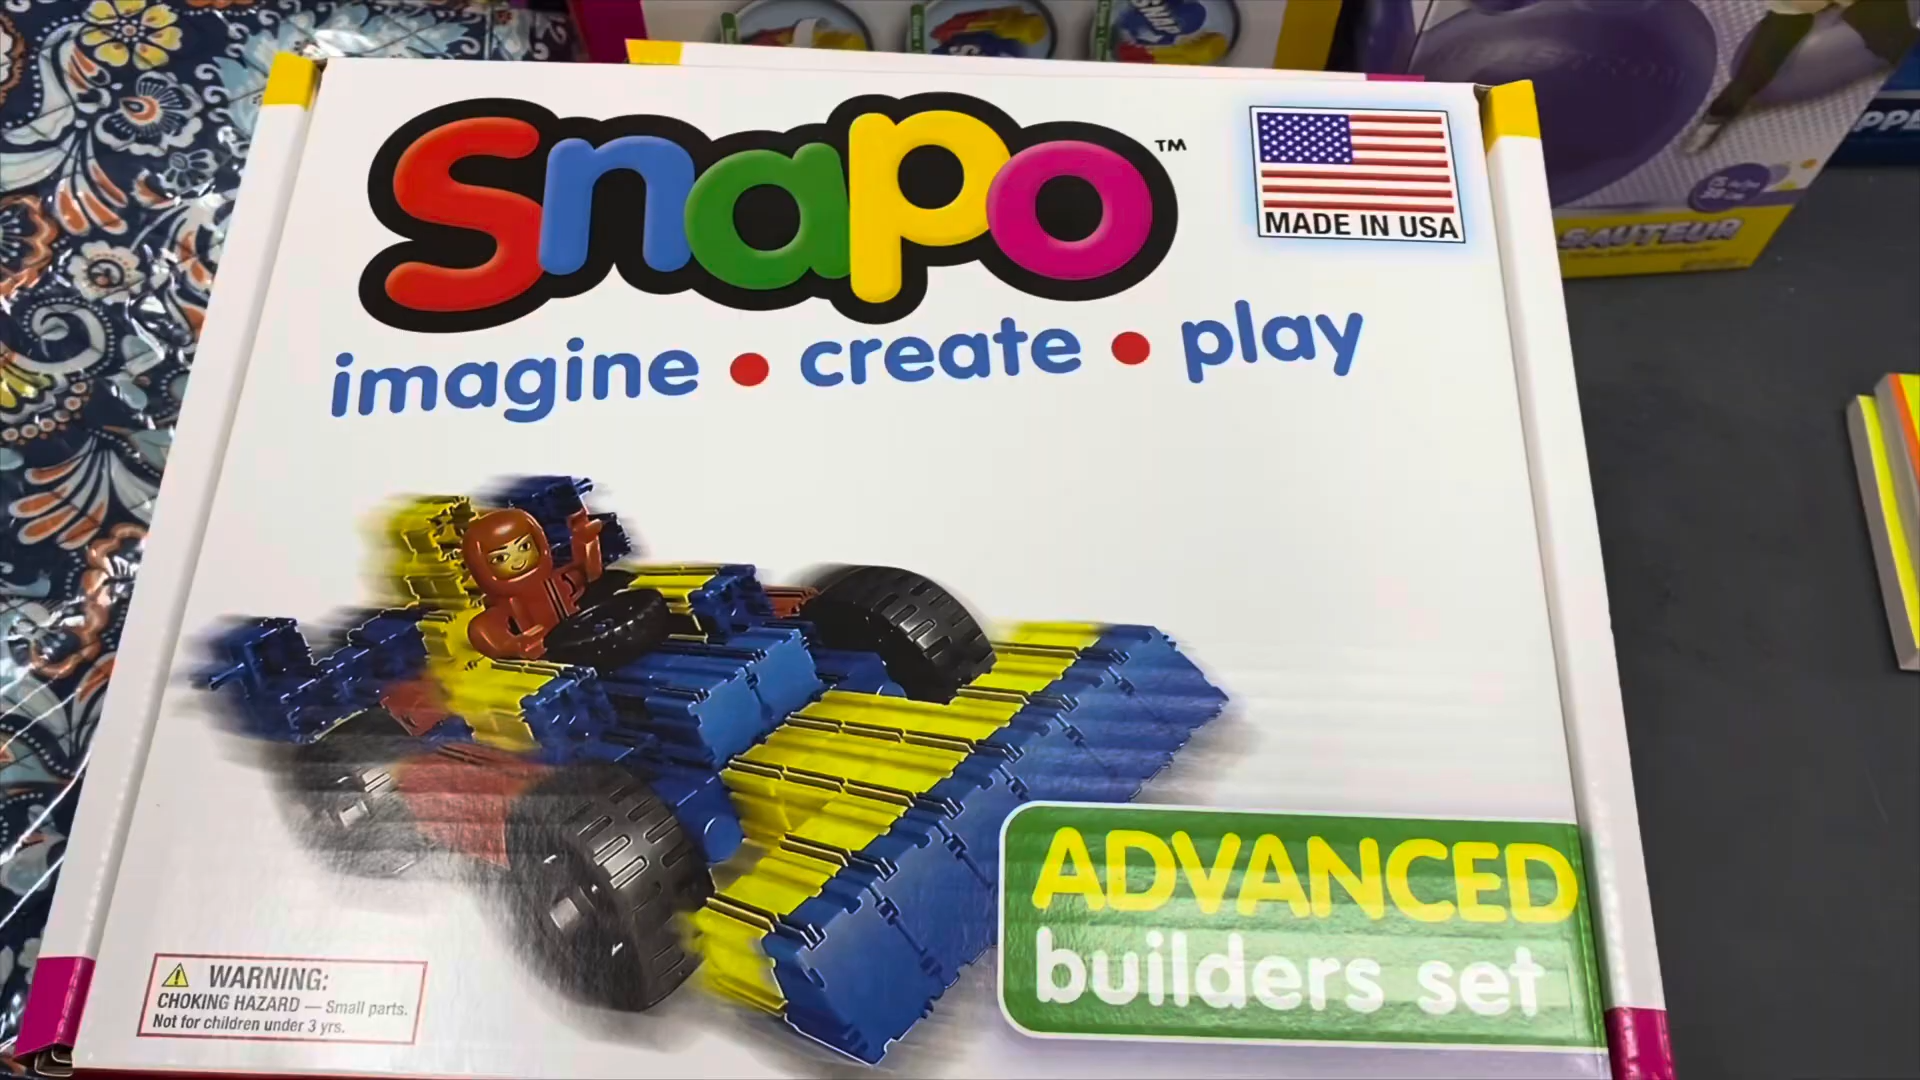 Snapo™
MADE IN USA
imagine • create • play
ADVANCED
builders set
WARNING:
CHOKING HAZARD — Small parts.
Not for children under 3 yrs.
SAUTEUR